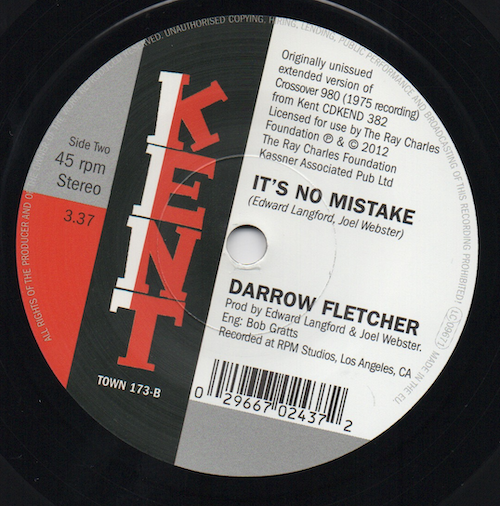 ALL RIGHTS OF THE PRODUCER AND O
VED. UNAUTHORISED COPYING, HIRING, LENDING, PUBLIC PERFORMANCE AND BROADCASTING OF THIS RECORDING PROHIBITED!
LC 09671 MADE IN THE EU.
Side Two
45 rpm
Stereo
3.37
KENT
TOWN 173-B
Originally unissued
extended version of
Crossover 980 (1975 recording)
from Kent CDKEND 382
Licensed for use by The Ray Charles
Foundation ℗ & © 2012
The Ray Charles Foundation
Kassner Associated Pub Ltd
IT'S NO MISTAKE
(Edward Langford, Joel Webster)
DARROW FLETCHER
Prod by Edward Langford & Joel Webster,
Eng: Bob Gratts
Recorded at RPM Studios, Los Angeles, CA
0 29667 02437 2